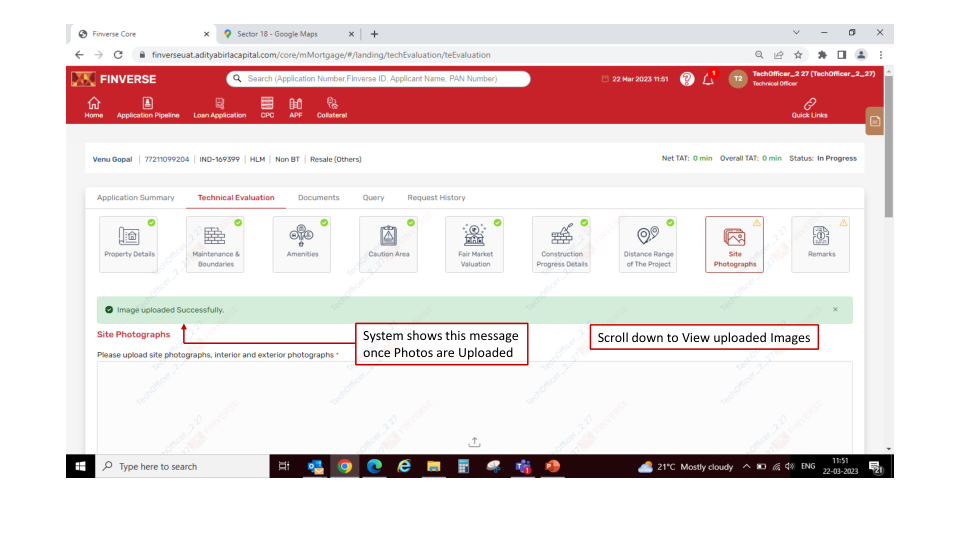 Finverse Core
Sector 18 - Google Maps
finverseuat.adityabirlacapital.com/core/mMortgage/#/landing/techEvaluation/teEvaluation
FINVERSE
Search (Application Number,Finverse ID, Applicant Name, PAN Number)
22 Mar 2023 11:51
1
T2
TechOfficer_2 27 (TechOfficer_2_27)
Technical Officer
Home
Application Pipeline
Loan Application
CPC
APF
Collateral
Quick Links
Venu Gopal | 77211099204 | IND-169399 | HLM | Non BT | Resale (Others)
Net TAT: 0 min Overall TAT: 0 min Status: In Progress
Application Summary
Technical Evaluation
Documents
Query
Request History
Property Details
Maintenance &
Boundaries
Amenities
Caution Area
Fair Market
Valuation
Construction
Progress Details
Distance Range
of The Project
Site
Photographs
Remarks
Image uploaded Successfully.
Site Photographs
Please upload site photographs, interior and exterior photographs *
System shows this message
once Photos are Uploaded
Scroll down to View uploaded Images
Type here to search
21°C Mostly cloudy
ENG
11:51
22-03-2023
21